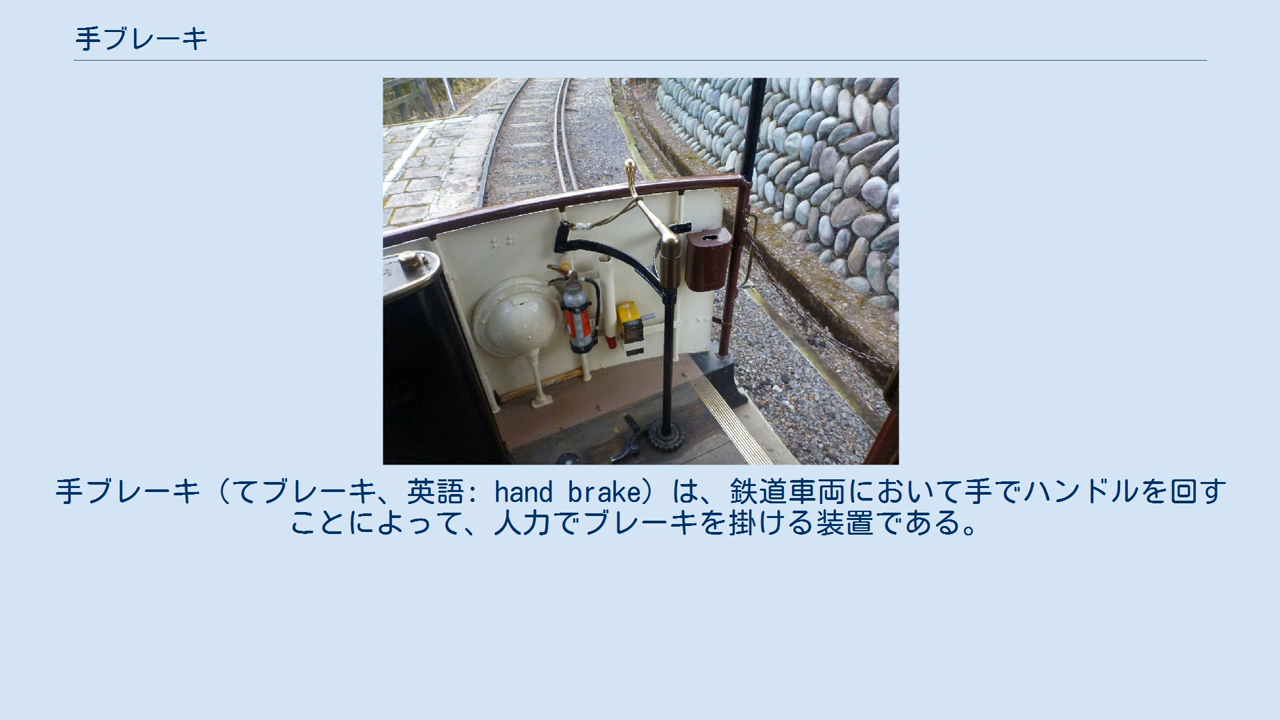 手ブレーキ
手ブレーキ（てブレーキ、英語: hand brake）は、鉄道車両において手でハンドルを回す
ことによって、人力でブレーキを掛ける装置である。